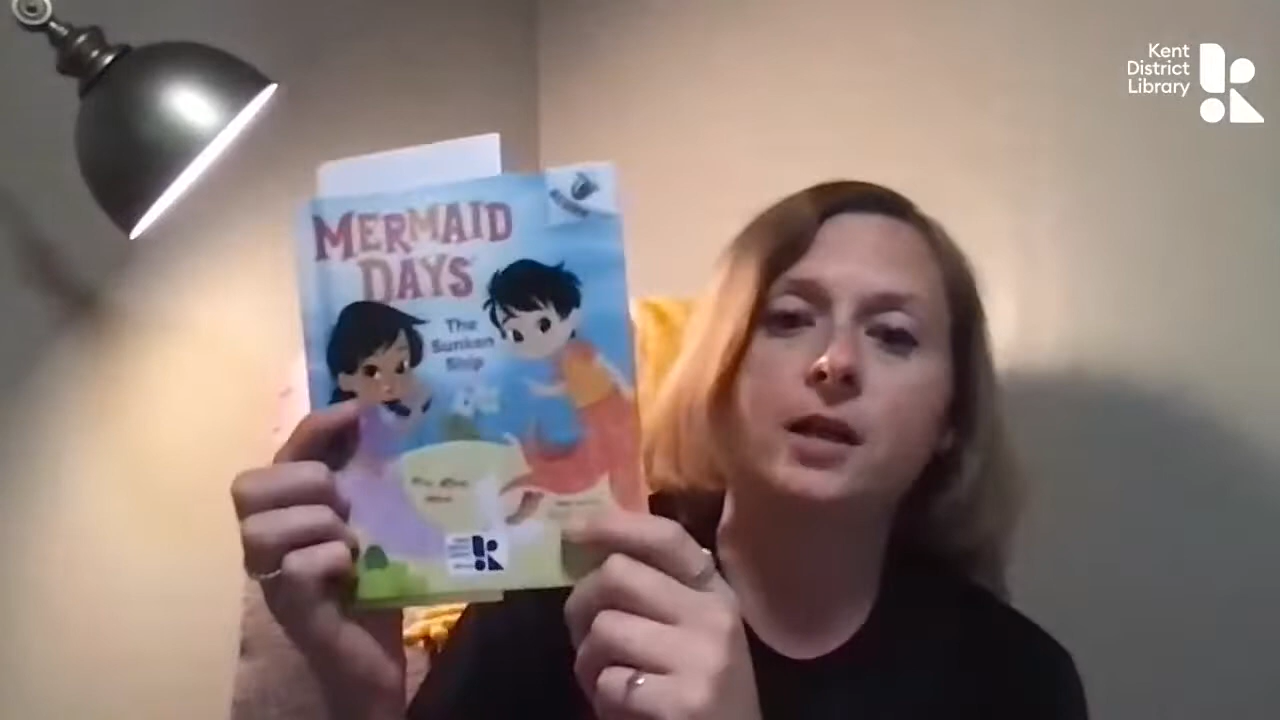 Kent
District
Library
MERMAID
DAYS
The
Sunken
Ship